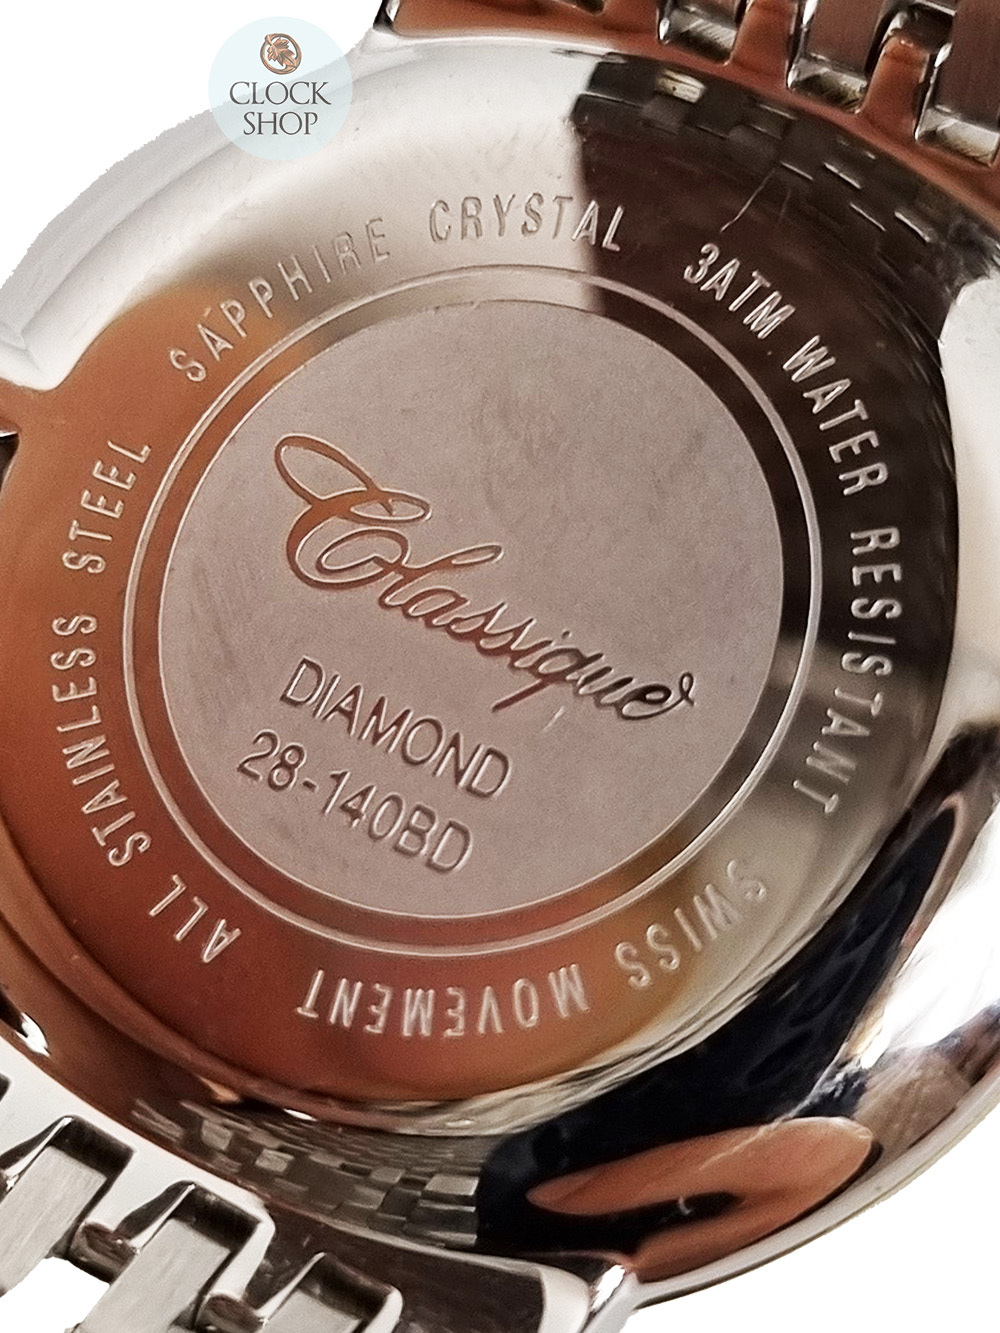 CLOCK
SHOP
SAPPHIRE CRYSTAL 3ATM WATER RESISTANT SWISS MOVEMENT ALL STAINLESS STEEL
Classique
DIAMOND
28-140BD